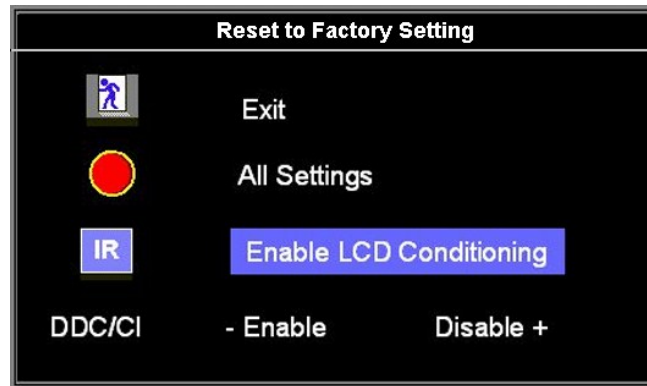 Reset to Factory Setting
Exit
All Settings
IR Enable LCD Conditioning
DDC/CI - Enable Disable +